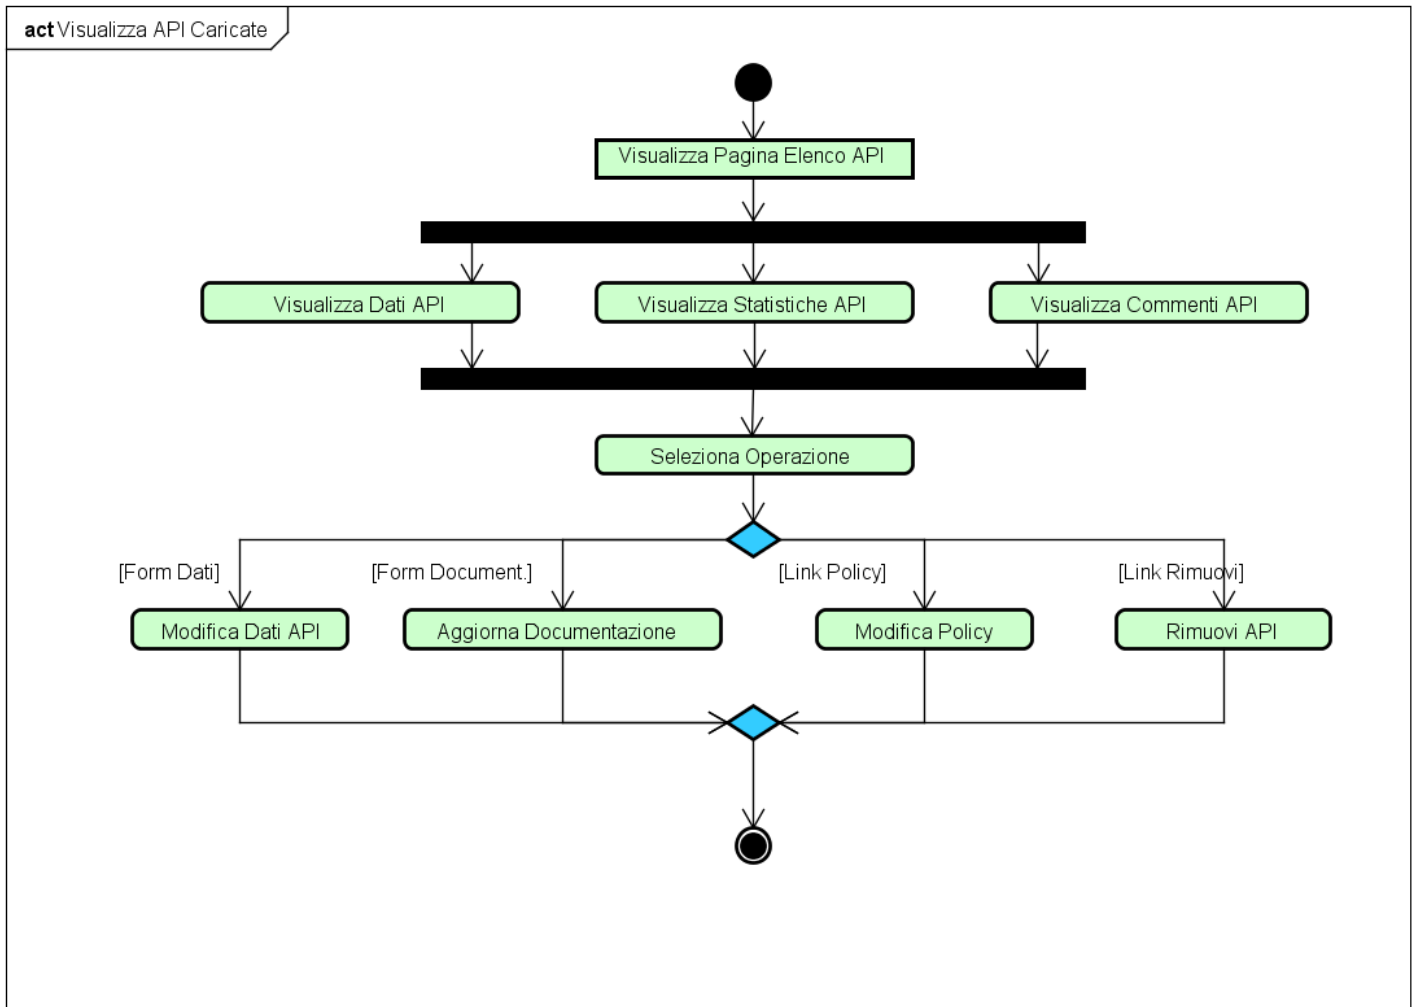 act Visualizza API Caricate
Visualizza Pagina Elenco API
Visualizza Dati API
Visualizza Statistiche API
Visualizza Commenti API
Seleziona Operazione
[Form Dati]
[Form Document.]
[Link Policy]
[Link Rimuovi]
Modifica Dati API
Aggiorna Documentazione
Modifica Policy
Rimuovi API